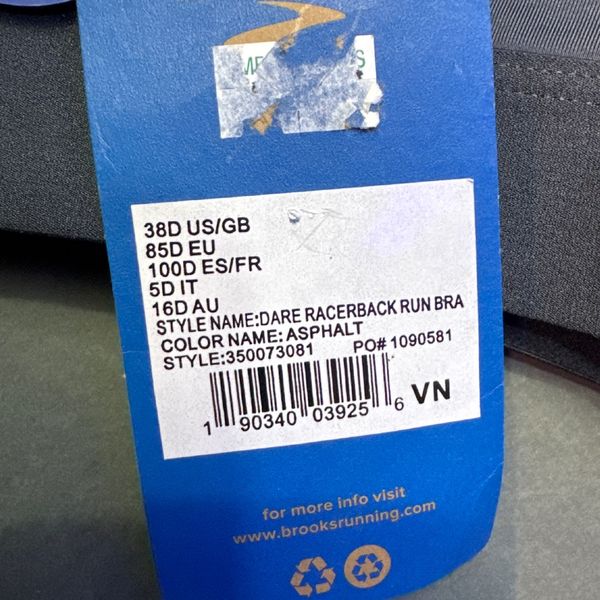 38D US/GB
85D EU
100D ES/FR
5D IT
16D AU
STYLE NAME:DARE RACERBACK RUN BRA
COLOR NAME: ASPHALT
STYLE:350073081 PO# 1090581
1 90340 03925 6 VN
for more info visit
www.brooksrunning.com